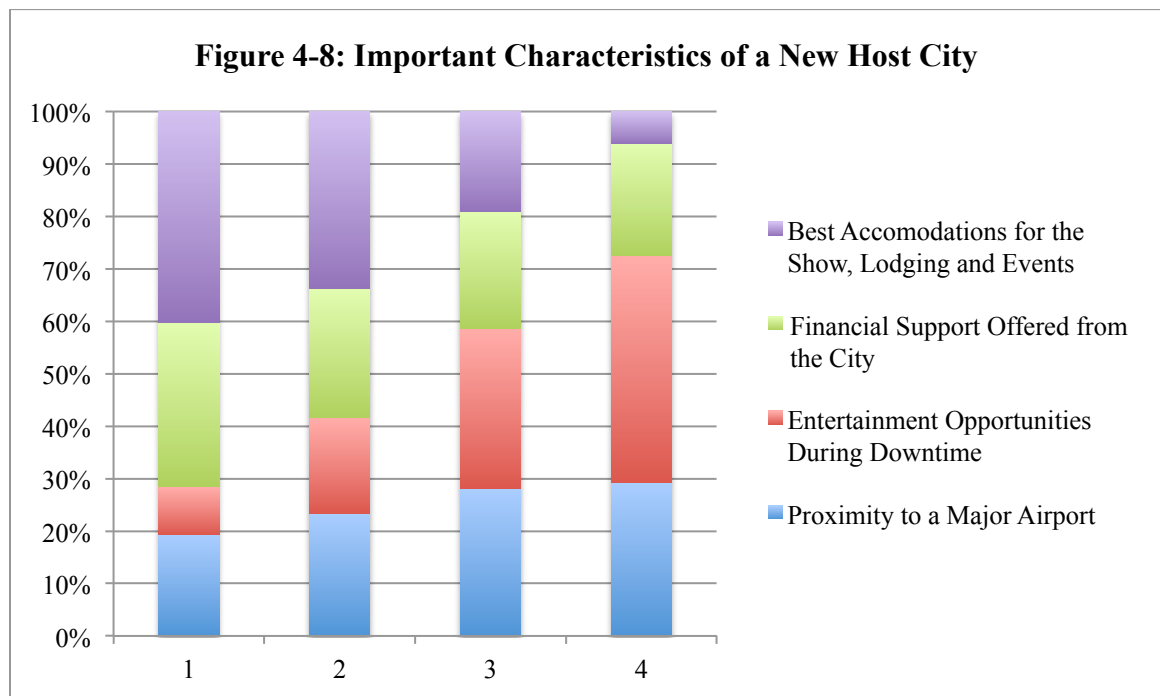 Figure 4-8: Important Characteristics of a New Host City
100%
90%
80%
70%
60%
50%
40%
30%
20%
10%
0%
1
2
3
4
Best Accomodations for the
Show, Lodging and Events
Financial Support Offered from
the City
Entertainment Opportunities
During Downtime
Proximity to a Major Airport